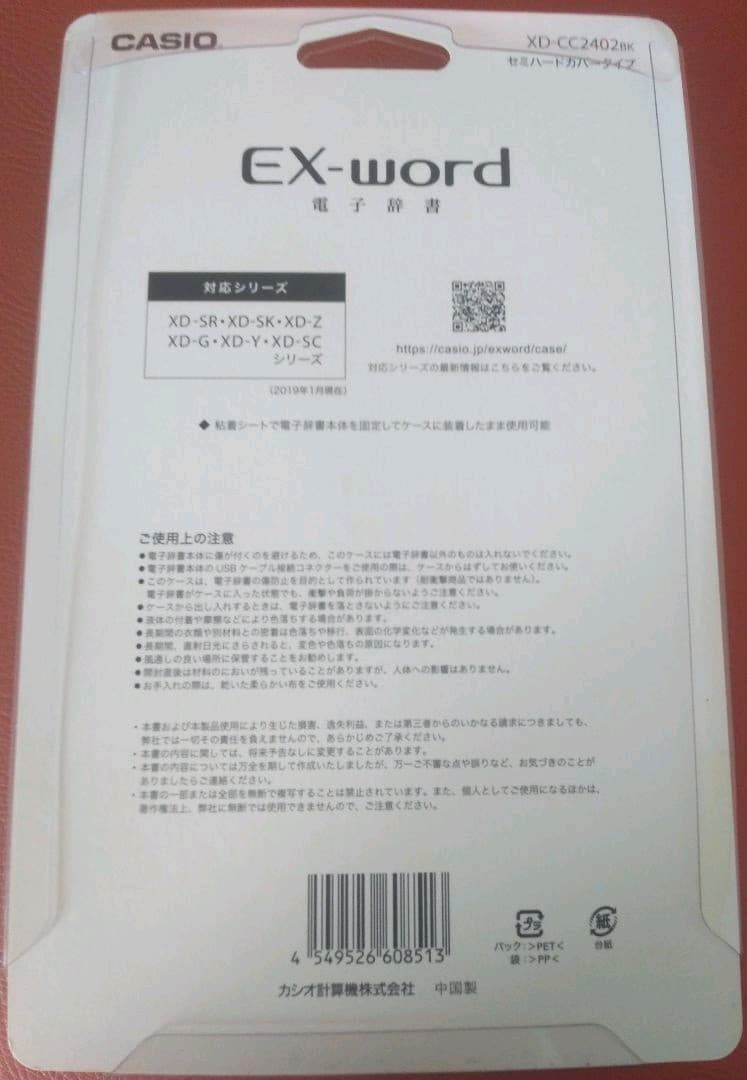 CASIO
XD-CC2402BK
セミハードカバータイプ
EX-word
電子辞書
対応シリーズ
XD-SR・XD-SK・XD-Z
XD-G・XD-Y・XD-SC
シリーズ
(2019年1月現在)
https://casio.jp/exword/case/
対応シリーズの最新情報はこちらをご覧ください。
◆ 粘着シートで電子辞書本体を固定してケースに装着したまま使用可能
ご使用上の注意
●電子辞書本体に傷が付くのを避けるため、このケースには電子辞書以外のものは入れないでください。
●電子辞書本体のUSBケーブル接続コネクターをご使用の際は、ケースからはずしてお使いください。
●このケースは、電子辞書の傷防止を目的として作られています（耐衝撃商品ではありません）。
電子辞書がケースに入った状態でも、衝撃や負荷が掛からないようご注意ください。
●ケースから出し入れするときは、電子辞書を落とさないようにご注意ください。
●液体の付着や摩擦などにより色落ちする場合があります。
●長期間の衣類や別材料との密着は色落ちや移行、表面の化学変化などが発生する場合があります。
●長期間、直射日光にさらされると、変色や色落ちの原因になります。
●風通しの良い場所に保管することをお勧めします。
●開封直後は材料のにおいが残っていることがありますが、人体への影響はありません。
●お手入れの際は、乾いた柔らかい布をご使用ください。
・本書および本製品使用により生じた損害、逸失利益、または第三者からのいかなる請求につきましても、
弊社では一切その責任を負えませんので、あらかじめご了承ください。
・本書の内容に関しては、将来予告なしに変更することがあります。
・本書の内容については万全を期して作成いたしましたが、万一ご不審な点や誤りなど、お気づきのことが
ありましたらご連絡ください。
・本書の一部または全部を無断で複写することは禁止されています。また、個人としてご使用になるほかは、
著作権法上、弊社に無断では使用できませんので、ご注意ください。
4 549526 608513
プラ
パック：>PET<
袋：>PP<
紙
台紙
カシオ計算機株式会社 中国製